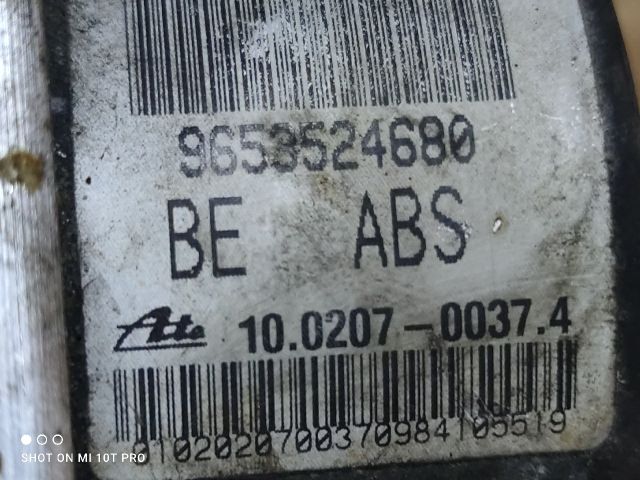 9653524680
BE ABS
Ate 10.0207-0037.4
0102020700370984105519
SHOT ON MI 10T PRO